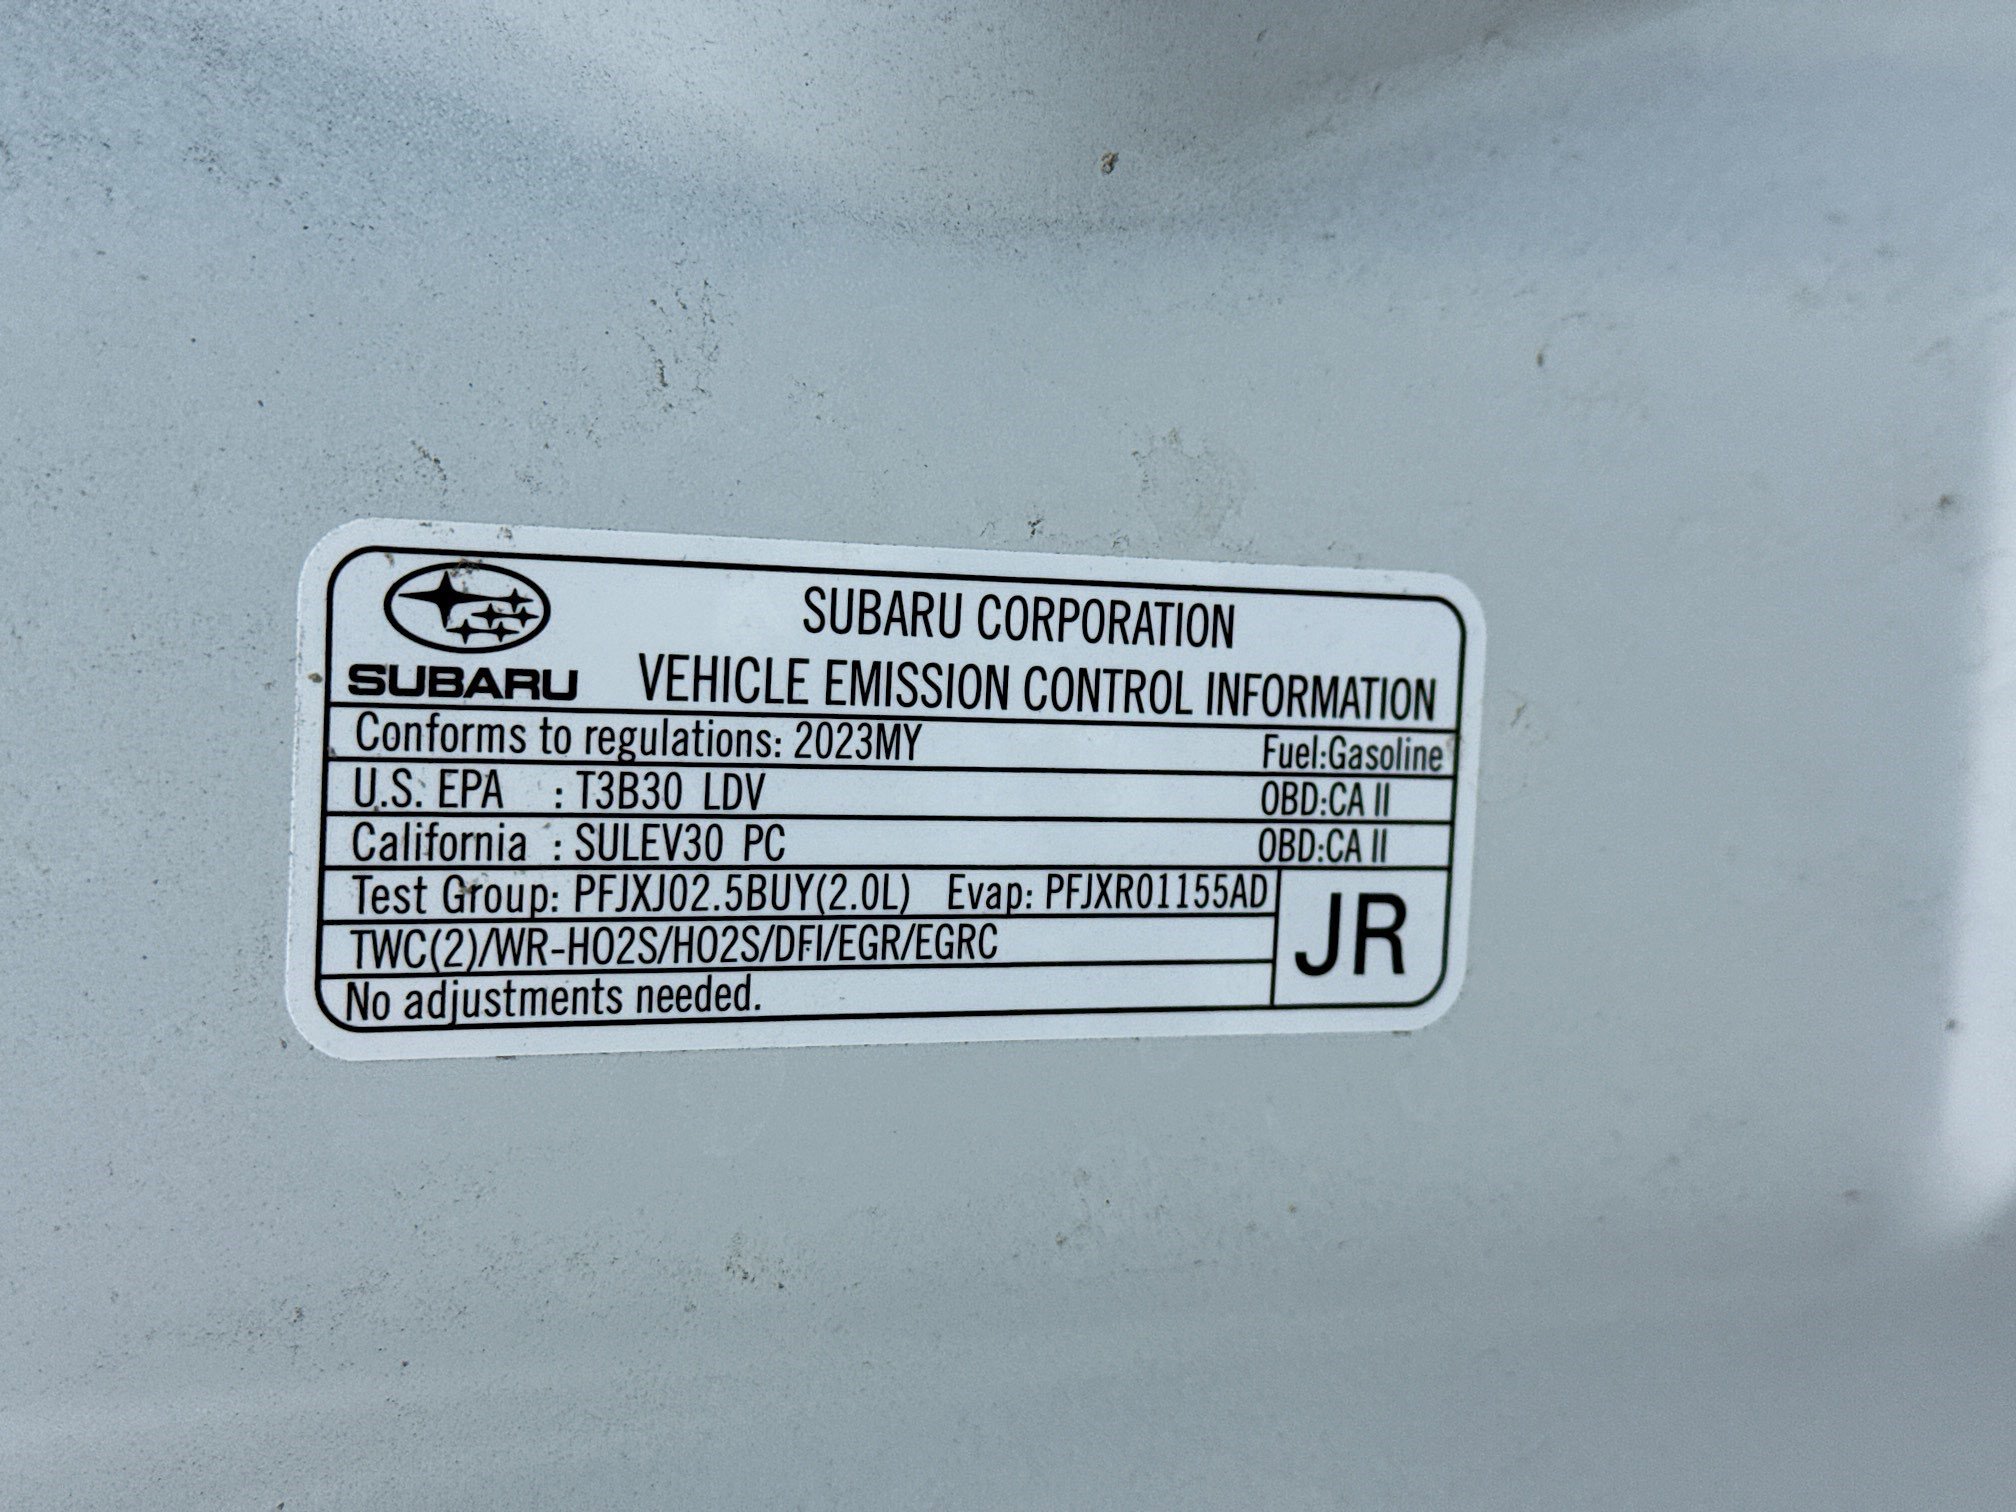 SUBARU CORPORATION
SUBARU VEHICLE EMISSION CONTROL INFORMATION
Conforms to regulations: 2023MY Fuel:Gasoline
U.S. EPA : T3B30 LDV OBD:CA II
California : SULEV30 PC OBD:CA II
Test Group: PFJXJ02.5BUY(2.0L) Evap: PFJXR01155AD
TWC(2)/WR-HO2S/HO2S/DFI/EGR/EGRC
JR
No adjustments needed.